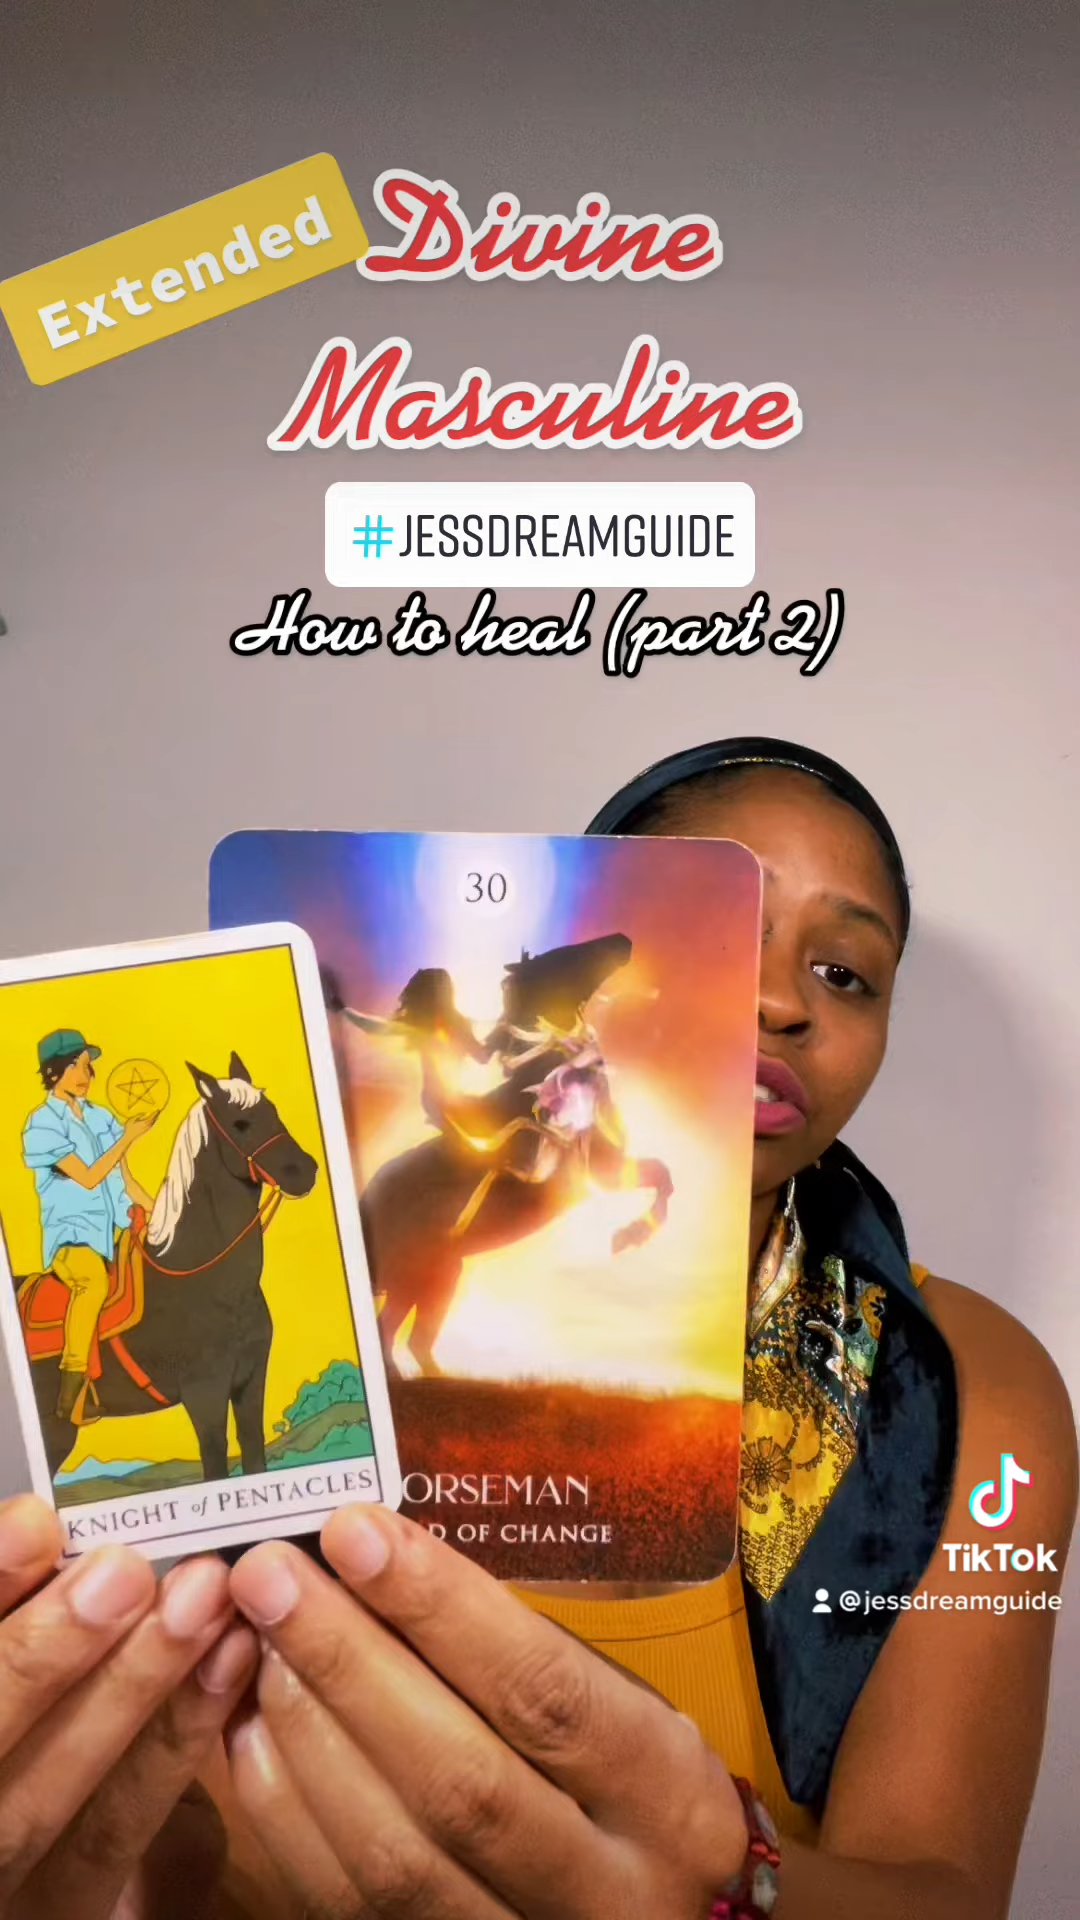 Extended
Divine
Masculine
#JESSDREAMGUIDE
How to heal (part 2)
30
KNIGHT of PENTACLES
ORSEMAN
D OF CHANGE
TikTok
@jessdreamguide